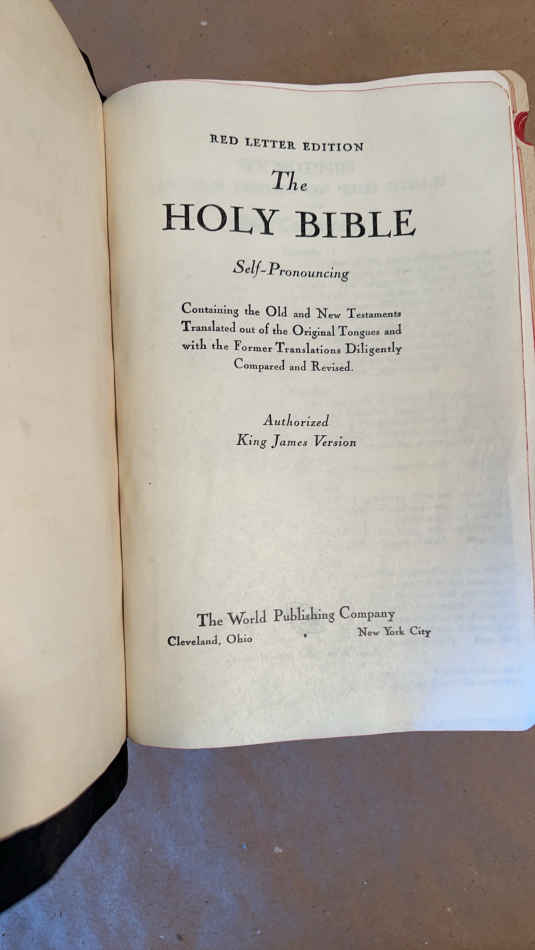 RED LETTER EDITION
The
HOLY BIBLE
Self-Pronouncing
Containing the Old and New Testaments
Translated out of the Original Tongues and
with the Former Translations Diligently
Compared and Revised.
Authorized
King James Version
The World Publishing Company
Cleveland, Ohio • New York City